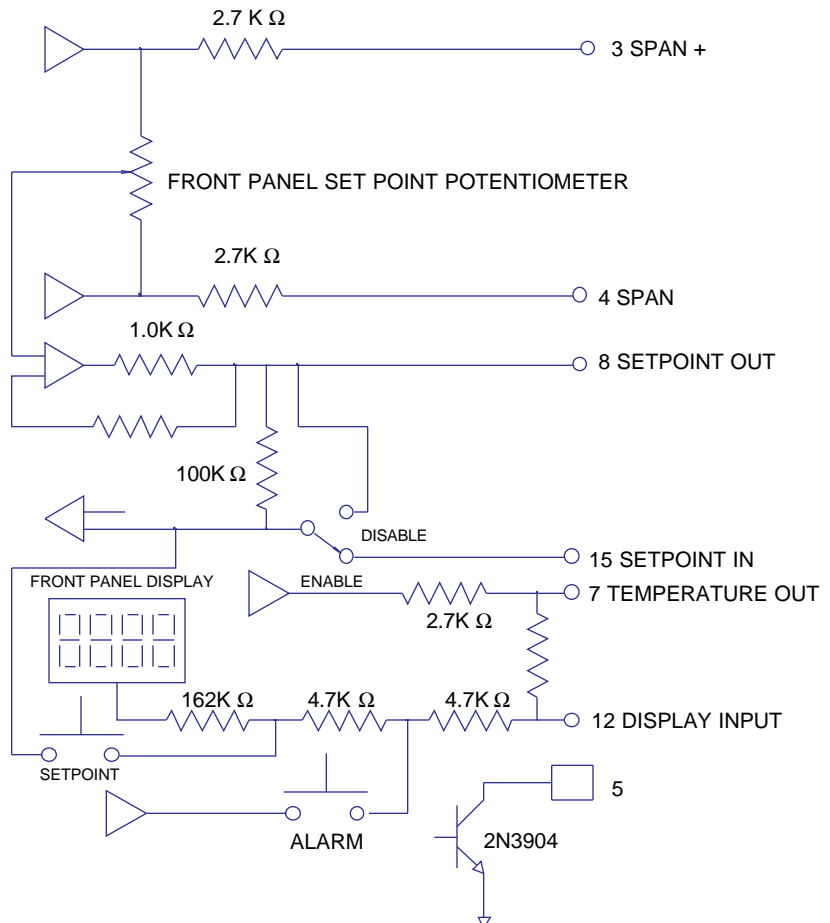 2.7 K Ω
3 SPAN +
FRONT PANEL SET POINT POTENTIOMETER
2.7K Ω
4 SPAN
1.0K Ω
8 SETPOINT OUT
100K Ω
DISABLE
15 SETPOINT IN
FRONT PANEL DISPLAY
ENABLE
7 TEMPERATURE OUT
2.7K Ω
162K Ω
4.7K Ω
4.7K Ω
12 DISPLAY INPUT
SETPOINT
5
ALARM
2N3904